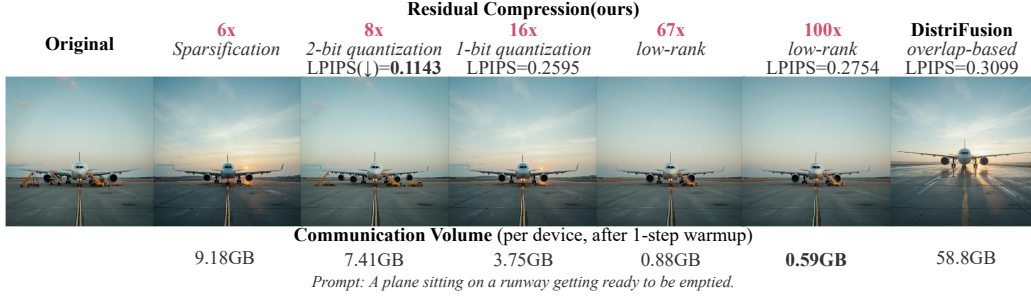 Residual Compression(ours)
Original 6x 8x 16x 67x 100x DistriFusion
Sparsification 2-bit quantization 1-bit quantization low-rank low-rank overlap-based
LPIPS(↓)=0.1143 LPIPS=0.2595 LPIPS=0.2754 LPIPS=0.3099
Communication Volume (per device, after 1-step warmup)
9.18GB 7.41GB 3.75GB 0.88GB 0.59GB 58.8GB
Prompt: A plane sitting on a runway getting ready to be emptied.